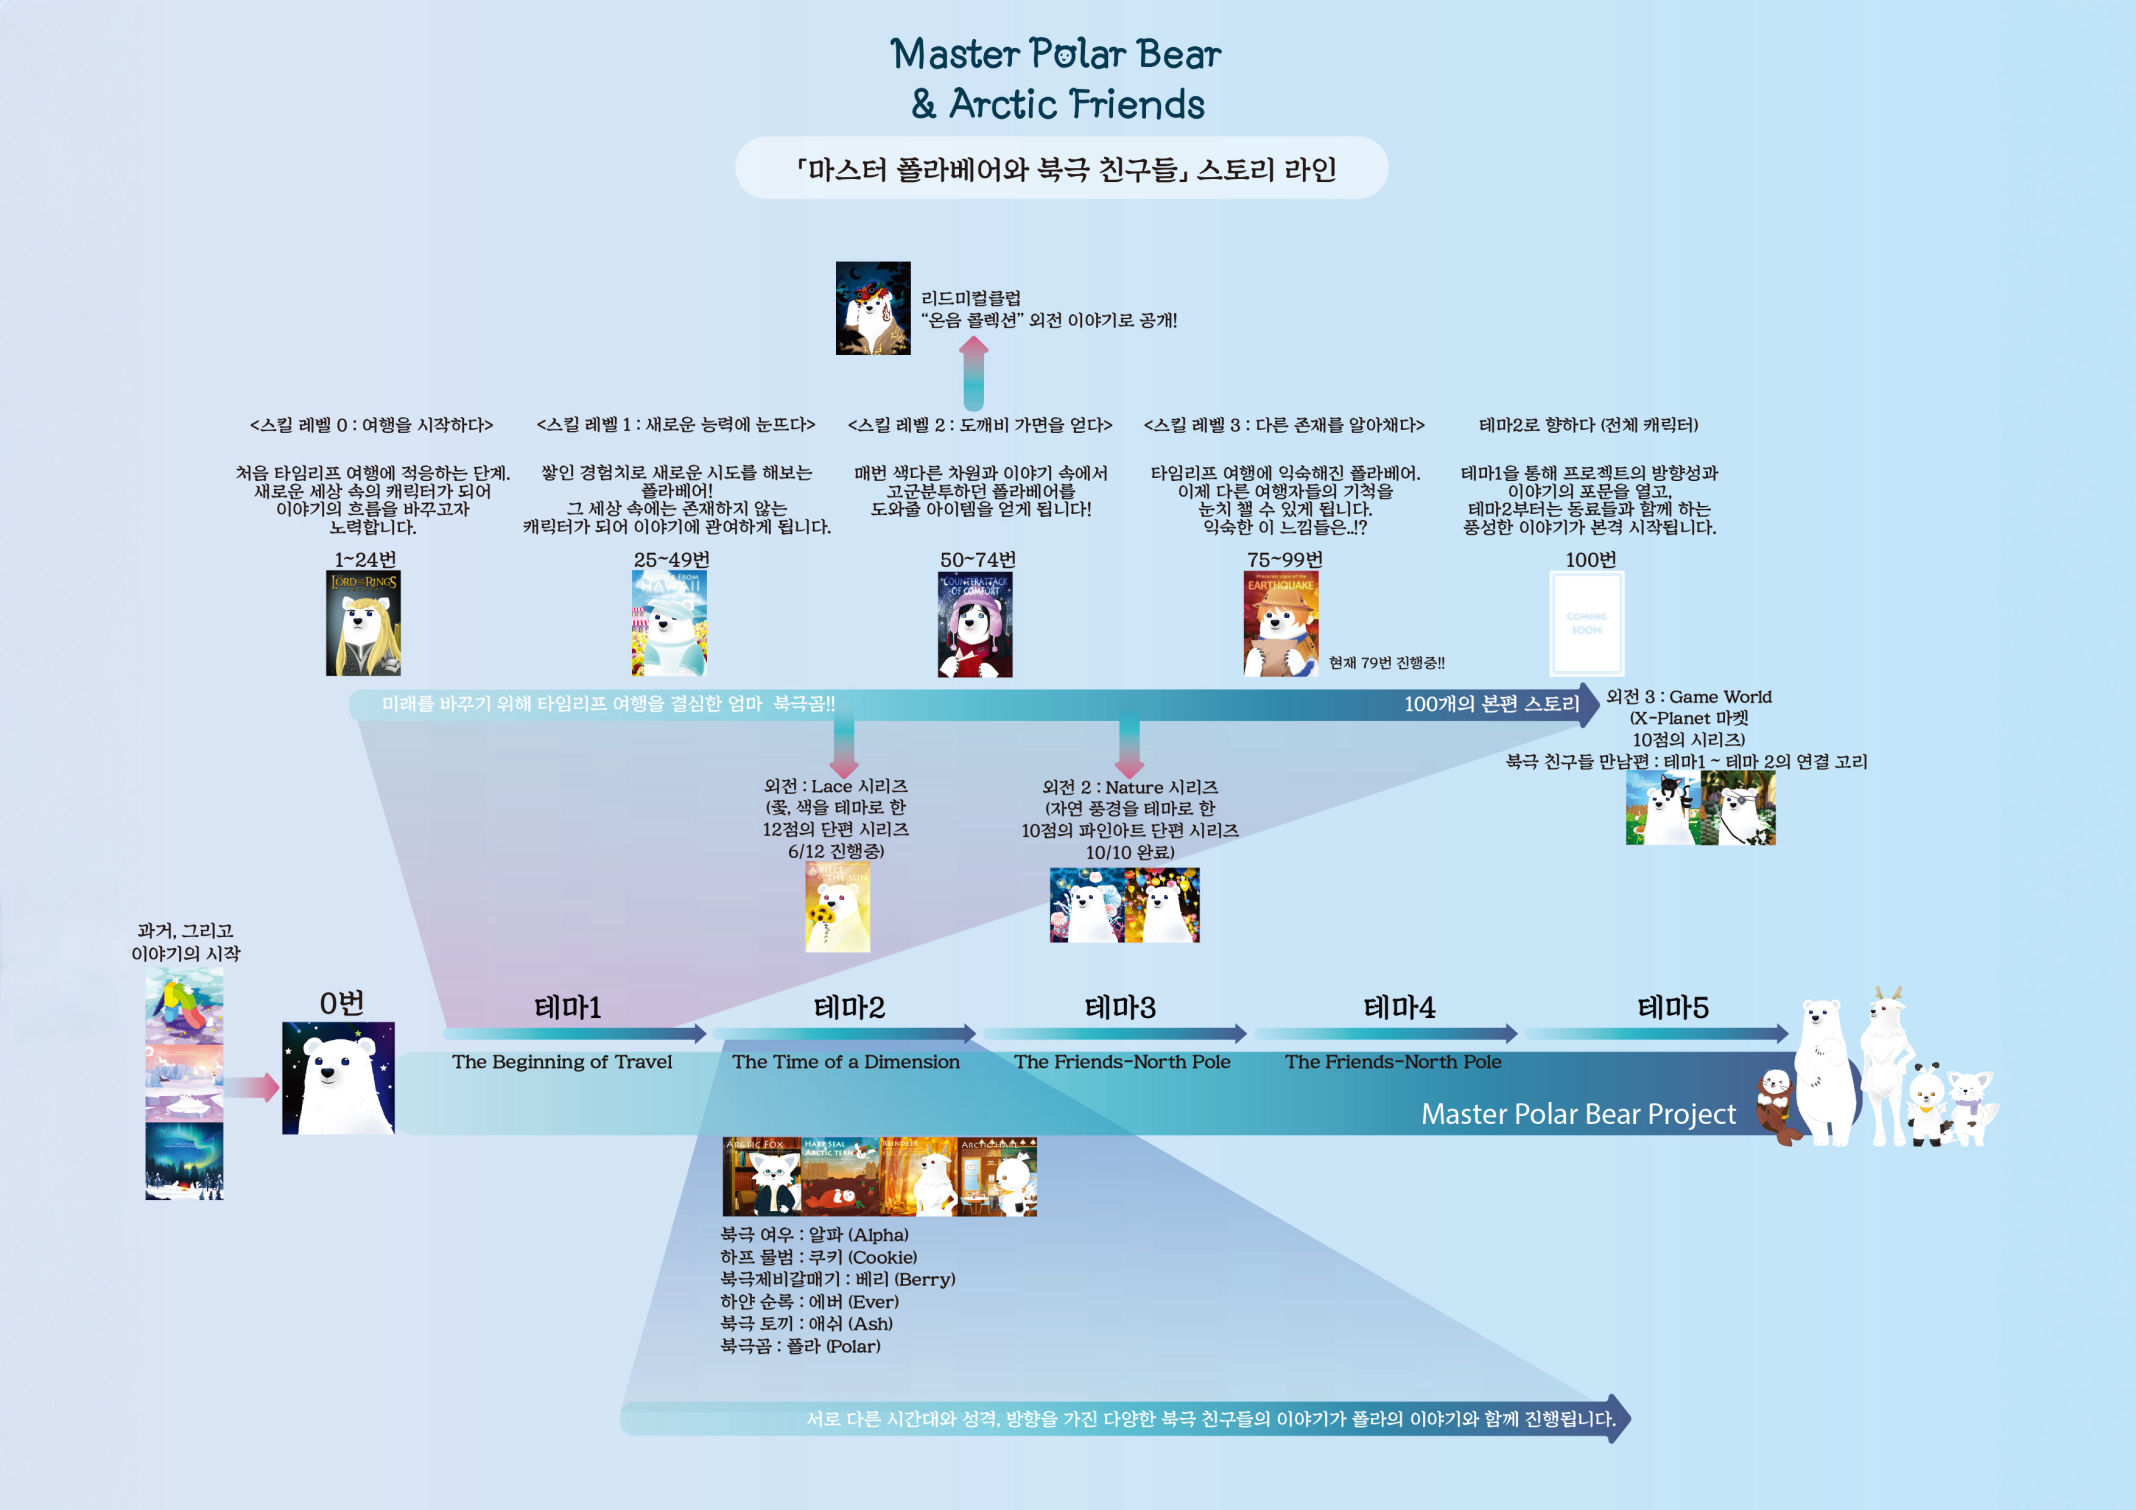 Master Polar Bear
& Arctic Friends
「마스터 폴라베어와 북극 친구들」 스토리 라인
리드미컬클럽
“온음 콜렉션” 외전 이야기로 공개!
<스킬 레벨 0 : 여행을 시작하다>
처음 타임리프 여행에 적응하는 단계.
새로운 세상 속의 캐릭터가 되어
이야기의 흐름을 바꾸고자
노력합니다.
1~24번
LORD OF THE RINGS
<스킬 레벨 1 : 새로운 능력에 눈뜨다>
쌓인 경험치로 새로운 시도를 해보는
폴라베어!
그 세상 속에는 존재하지 않는
캐릭터가 되어 이야기에 관여하게 됩니다.
25~49번
FROM
HAWAII
<스킬 레벨 2 : 도깨비 가면을 얻다>
매번 색다른 차원과 이야기 속에서
고군분투하던 폴라베어를
도와줄 아이템을 얻게 됩니다!
50~74번
COUNTERATTACK
OF COMFORT
<스킬 레벨 3 : 다른 존재를 알아채다>
타임리프 여행에 익숙해진 폴라베어.
이제 다른 여행자들의 기척을
눈치 챌 수 있게 됩니다.
익숙한 이 느낌들은..!?
75~99번
Precursor signs of the
EARTHQUAKE
현재 79번 진행중!!
테마2로 향하다 (전체 캐릭터)
테마1을 통해 프로젝트의 방향성과
이야기의 포문을 열고,
테마2부터는 동료들과 함께 하는
풍성한 이야기가 본격 시작됩니다.
100번
COMING
SOON
미래를 바꾸기 위해 타임리프 여행을 결심한 엄마 북극곰!!
100개의 본편 스토리
외전 3 : Game World
(X-Planet 마켓
10점의 시리즈)
북극 친구들 만남편 : 테마1 ~ 테마 2의 연결 고리
외전 : Lace 시리즈
(꽃, 색을 테마로 한
12점의 단편 시리즈
6/12 진행중)
A PIECE
OF THE SUN
외전 2 : Nature 시리즈
(자연 풍경을 테마로 한
10점의 파인아트 단편 시리즈
10/10 완료)
과거, 그리고
이야기의 시작
0번
테마1
테마2
테마3
테마4
테마5
The Beginning of Travel
The Time of a Dimension
The Friends-North Pole
The Friends-North Pole
Master Polar Bear Project
ARCTIC FOX
HARP SEAL
ARCTIC TERN
REINDEER
ARCTIC HARE
북극 여우 : 알파 (Alpha)
하프 물범 : 쿠키 (Cookie)
북극제비갈매기 : 베리 (Berry)
하얀 순록 : 에버 (Ever)
북극 토끼 : 애쉬 (Ash)
북극곰 : 폴라 (Polar)
서로 다른 시간대와 성격, 방향을 가진 다양한 북극 친구들의 이야기가 폴라의 이야기와 함께 진행됩니다.